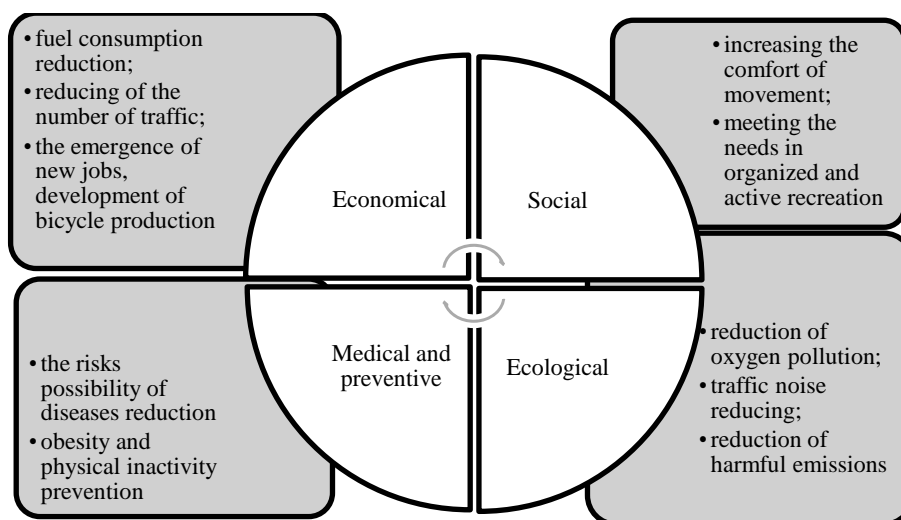 • fuel consumption
reduction;
• reducing of the
number of traffic;
• the emergence of
new jobs,
development of
bicycle production
Economical
Social
• increasing the
comfort of
movement;
• meeting the
needs in
organized and
active recreation
• the risks
possibility of
diseases reduction
• obesity and
physical inactivity
prevention
Medical and
preventive
Ecological
• reduction of
oxygen pollution;
• traffic noise
reducing;
• reduction of
harmful emissions